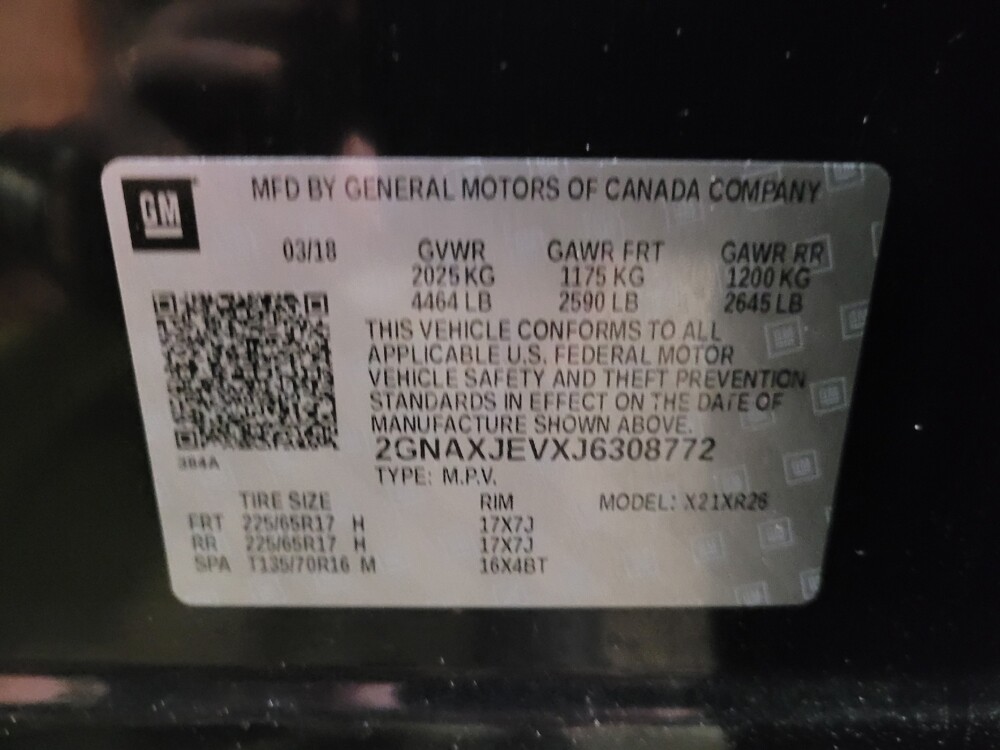 GM
MFD BY GENERAL MOTORS OF CANADA COMPANY
03/18 GVWR GAWR FRT GAWR RR
2025 KG 1175 KG 1200 KG
4464 LB 2590 LB 2645 LB
THIS VEHICLE CONFORMS TO ALL
APPLICABLE U.S. FEDERAL MOTOR
VEHICLE SAFETY AND THEFT PREVENTION
STANDARDS IN EFFECT ON THE DATE OF
MANUFACTURE SHOWN ABOVE.
2GNAXJEVXJ6308772
384A
TYPE: M.P.V.
TIRE SIZE RIM MODEL: X21XR26
FRT 225/65R17 H 17X7J
RR 225/65R17 H 17X7J
SPA T135/70R16 M 16X4BT